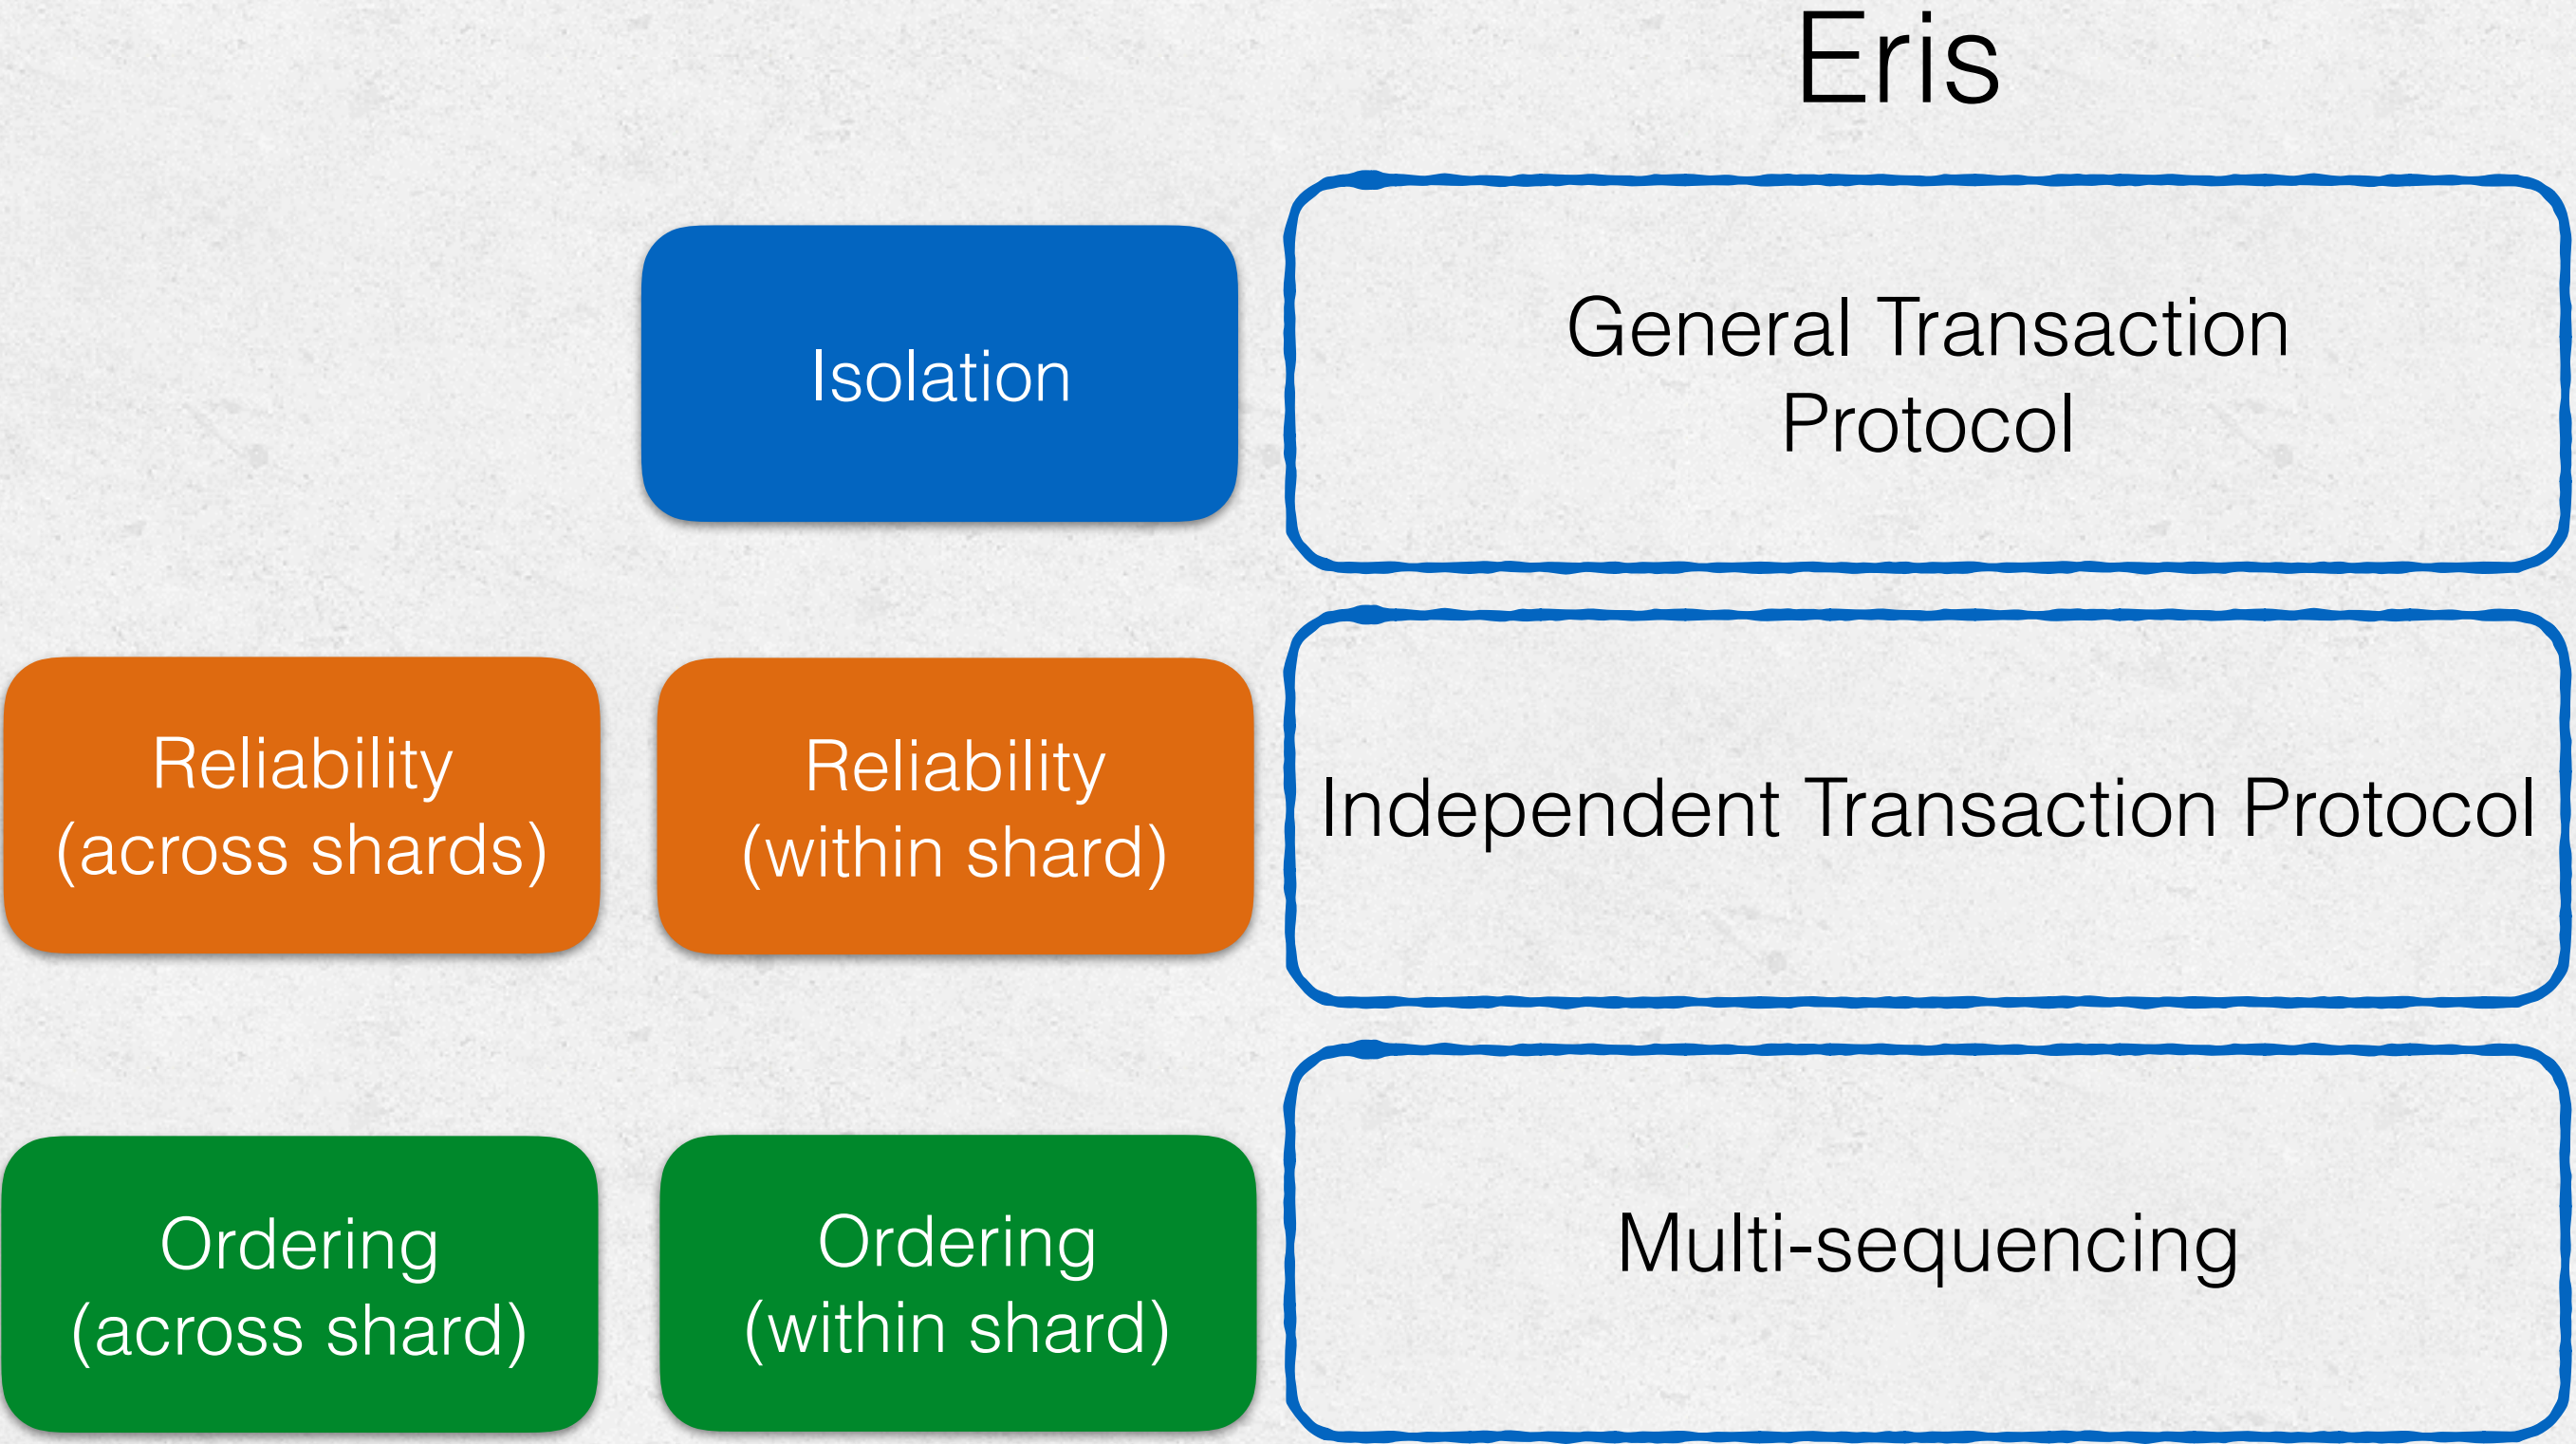 Eris
Isolation
General Transaction
Protocol
Reliability
(across shards)
Reliability
(within shard)
Independent Transaction Protocol
Ordering
(across shard)
Ordering
(within shard)
Multi-sequencing